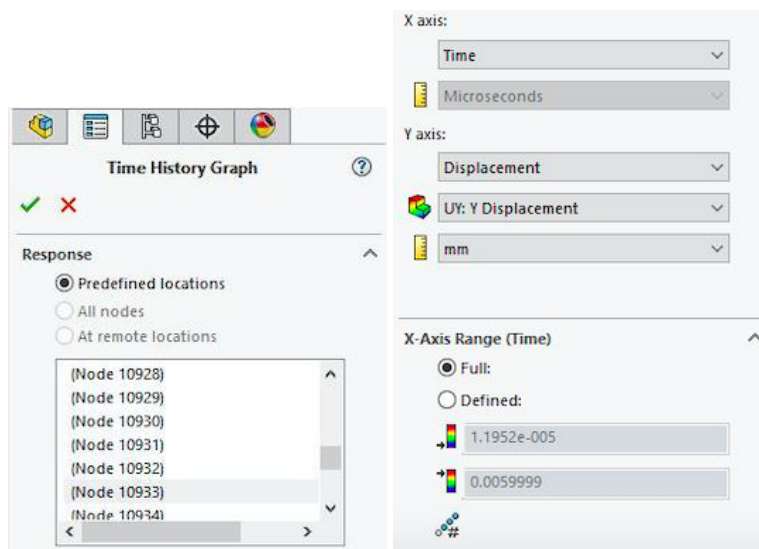 Time History Graph
Response
Predefined locations
All nodes
At remote locations
(Node 10928)
(Node 10929)
(Node 10930)
(Node 10931)
(Node 10932)
(Node 10933)
(Node 10934)
X axis:
Time
Microseconds
Y axis:
Displacement
UY: Y Displacement
mm
X-Axis Range (Time)
Full:
Defined:
1.1952e-005
0.0059999
#